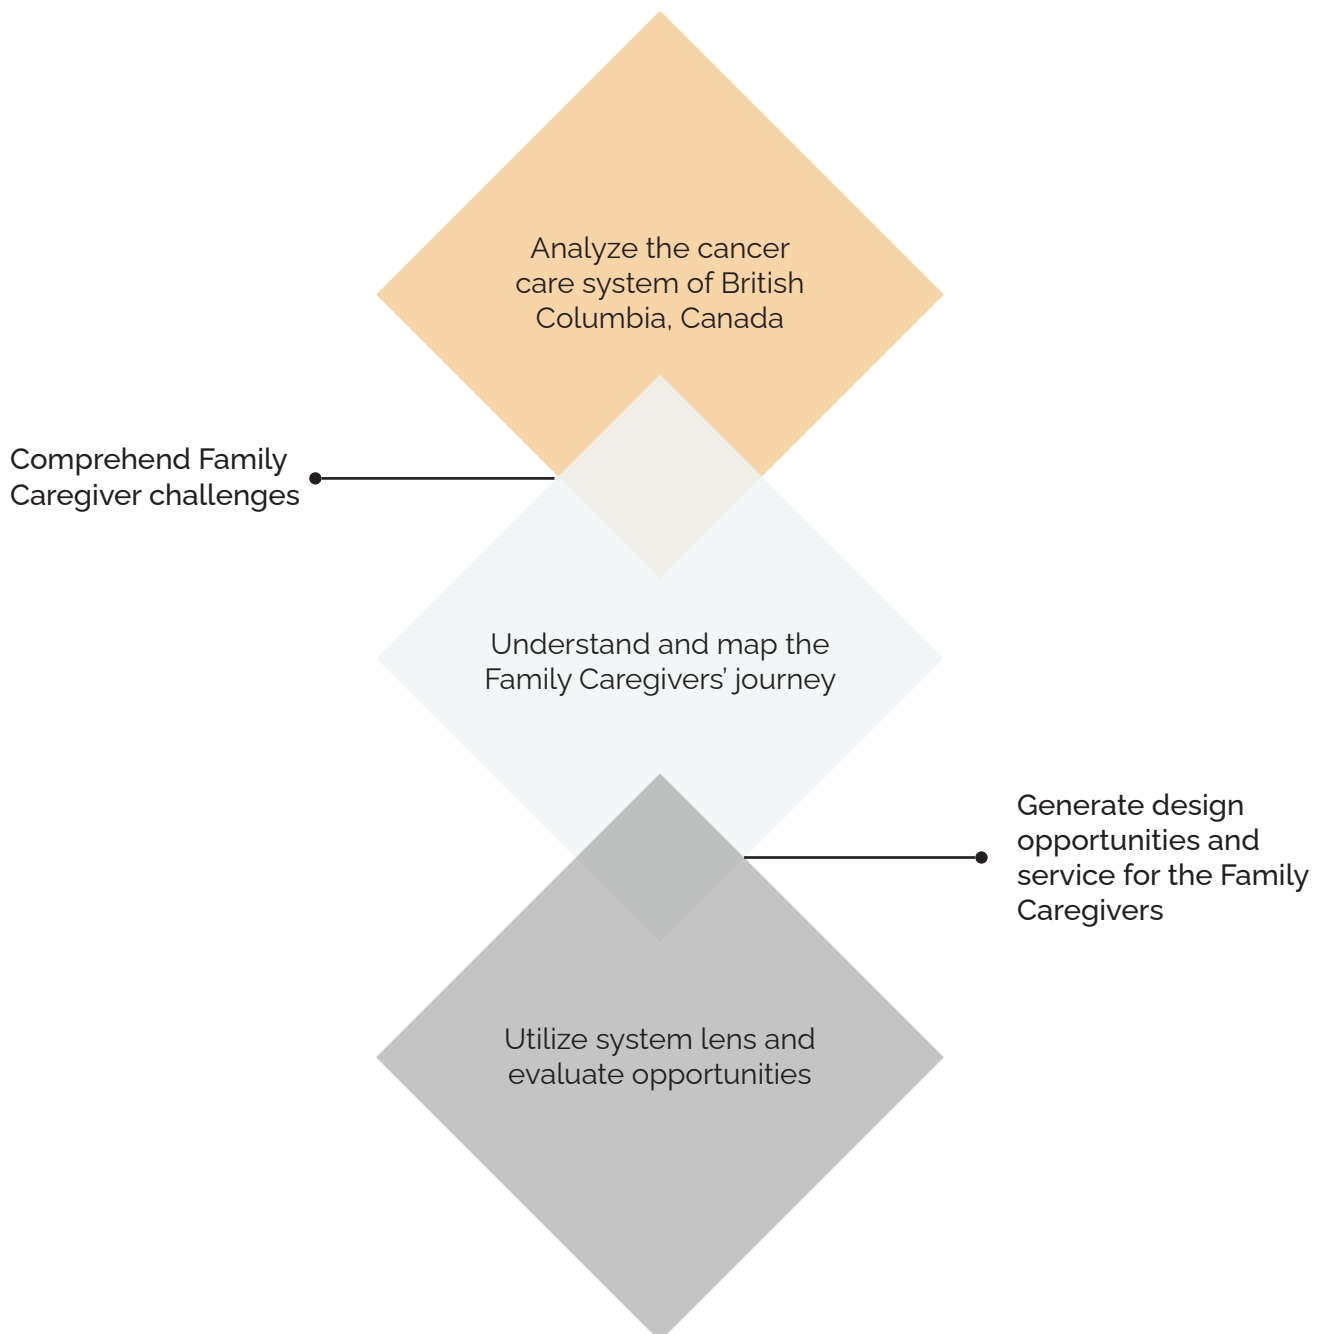 Analyze the cancer
care system of British
Columbia, Canada
Comprehend Family
Caregiver challenges
Understand and map the
Family Caregivers’ journey
Generate design
opportunities and
service for the Family
Caregivers
Utilize system lens and
evaluate opportunities